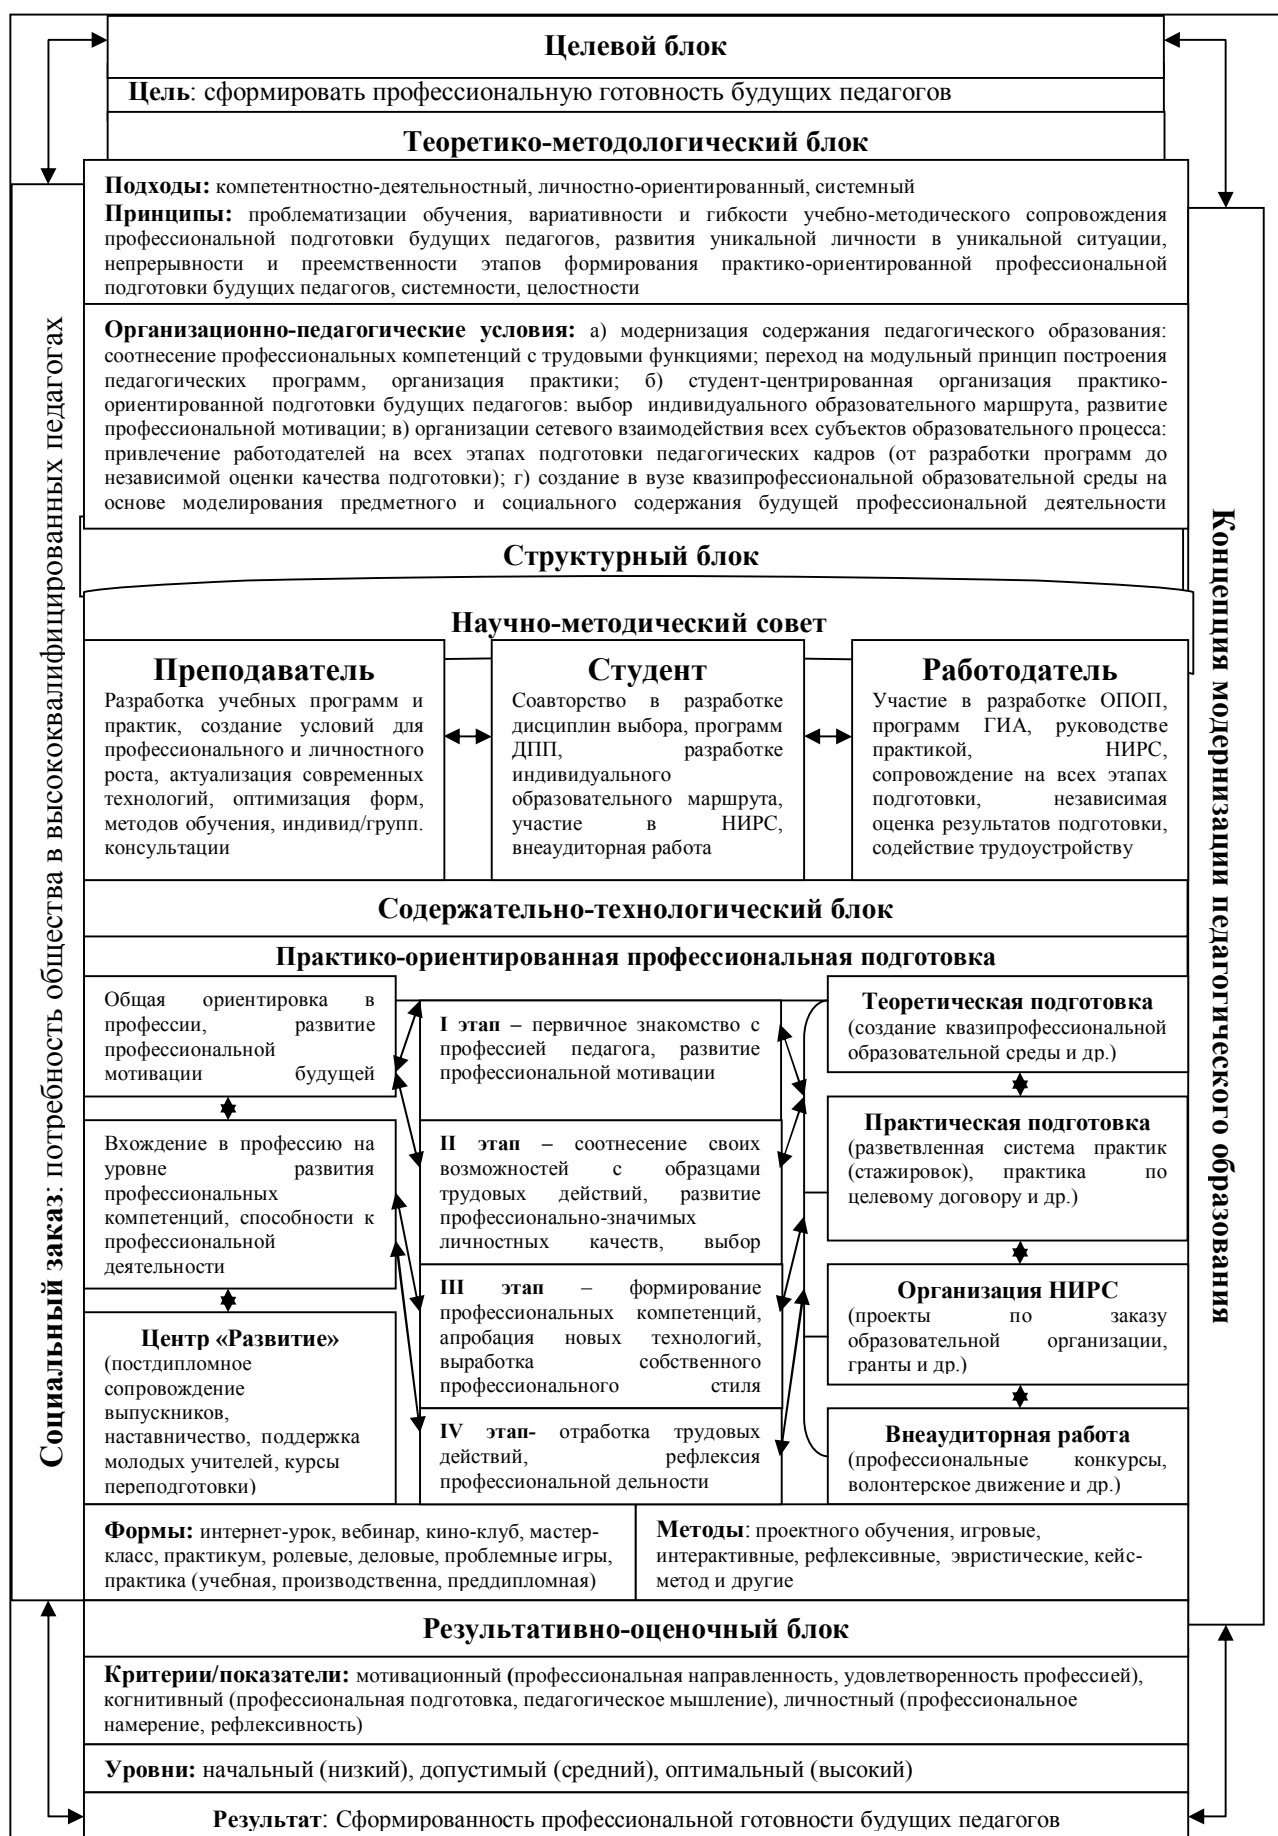 Целевой блок
Цель: сформировать профессиональную готовность будущих педагогов
Теоретико-методологический блок
Подходы: компетентностно-деятельностный, личностно-ориентированный, системный
Принципы: проблематизации обучения, вариативности и гибкости учебно-методического сопровождения
профессиональной подготовки будущих педагогов, развития уникальной личности в уникальной ситуации,
непрерывности и преемственности этапов формирования практико-ориентированной профессиональной
подготовки будущих педагогов, системности, целостности
Организационно-педагогические условия: а) модернизация содержания педагогического образования:
соотнесение профессиональных компетенций с трудовыми функциями; переход на модульный принцип построения
педагогических программ, организация практики; б) студент-центрированная организация практико-
ориентированной подготовки будущих педагогов: выбор индивидуального образовательного маршрута, развитие
профессиональной мотивации; в) организации сетевого взаимодействия всех субъектов образовательного процесса:
привлечение работодателей на всех этапах подготовки педагогических кадров (от разработки программ до
независимой оценки качества подготовки); г) создание в вузе квазипрофессиональной образовательной среды на
основе моделирования предметного и социального содержания будущей профессиональной деятельности
Социальный заказ: потребность общества в высококвалифицированных педагогах
Концепция модернизации педагогического образования
Структурный блок
Научно-методический совет
Преподаватель
Разработка учебных программ и
практик, создание условий для
профессионального и личностного
роста, актуализация современных
технологий, оптимизация форм,
методов обучения, индивид/групп.
консультации
Студент
Соавторство в разработке
дисциплин выбора, программ
ДПП, разработке
индивидуального
образовательного маршрута,
участие в НИРС,
внеаудиторная работа
Работодатель
Участие в разработке ОПОП,
программ ГИА, руководстве
практикой, НИРС,
сопровождение на всех этапах
подготовки, независимая
оценка результатов подготовки,
содействие трудоустройству
Содержательно-технологический блок
Практико-ориентированная профессиональная подготовка
Общая ориентировка в
профессии, развитие
профессиональной
мотивации будущей
Вхождение в профессию на
уровне развития
профессиональных
компетенций, способности к
профессиональной
деятельности
Центр «Развитие»
(постдипломное
сопровождение
выпускников,
наставничество, поддержка
молодых учителей, курсы
переподготовки)
I этап – первичное знакомство с
профессией педагога, развитие
профессиональной мотивации
II этап – соотнесение своих
возможностей с образцами
трудовых действий, развитие
профессионально-значимых
личностных качеств, выбор
III этап – формирование
профессиональных компетенций,
апробация новых технологий,
выработка собственного
профессионального стиля
IV этап- отработка трудовых
действий, рефлексия
профессиональной дельности
Теоретическая подготовка
(создание квазипрофессиональной
образовательной среды и др.)
Практическая подготовка
(разветвленная система практик
(стажировок), практика по
целевому договору и др.)
Организация НИРС
(проекты по заказу
образовательной организации,
гранты и др.)
Внеаудиторная работа
(профессиональные конкурсы,
волонтерское движение и др.)
Формы: интернет-урок, вебинар, кино-клуб, мастер-
класс, практикум, ролевые, деловые, проблемные игры,
практика (учебная, производственна, преддипломная)
Методы: проектного обучения, игровые,
интерактивные, рефлексивные, эвристические, кейс-
метод и другие
Результативно-оценочный блок
Критерии/показатели: мотивационный (профессиональная направленность, удовлетворенность профессией),
когнитивный (профессиональная подготовка, педагогическое мышление), личностный (профессиональное
намерение, рефлексивность)
Уровни: начальный (низкий), допустимый (средний), оптимальный (высокий)
Результат: Сформированность профессиональной готовности будущих педагогов